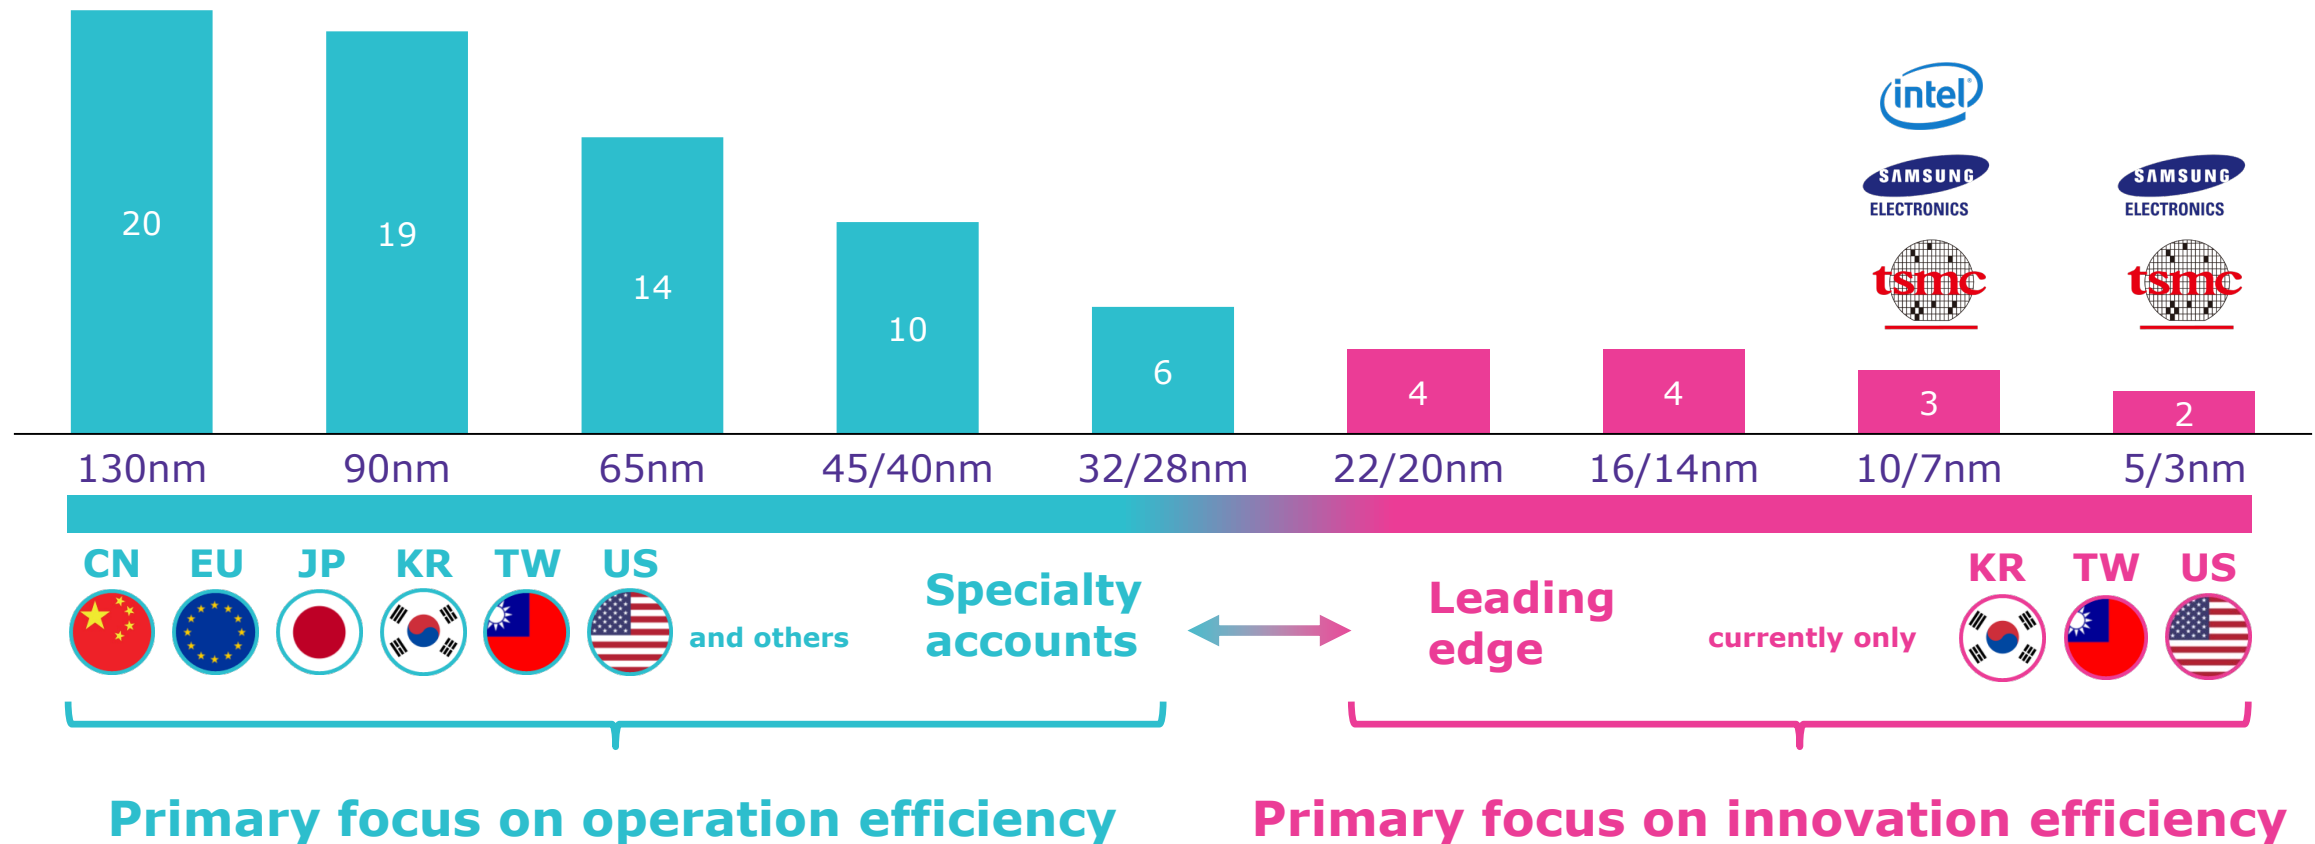 intel
SAMSUNG SAMSUNG
ELECTRONICS ELECTRONICS
tsmc tsmc
20 19 14 10 6 4 4 3 2
130nm 90nm 65nm 45/40nm 32/28nm 22/20nm 16/14nm 10/7nm 5/3nm
CN EU JP KR TW US
and others
Specialty
accounts
Leading
edge
currently only
KR TW US
Primary focus on operation efficiency
Primary focus on innovation efficiency